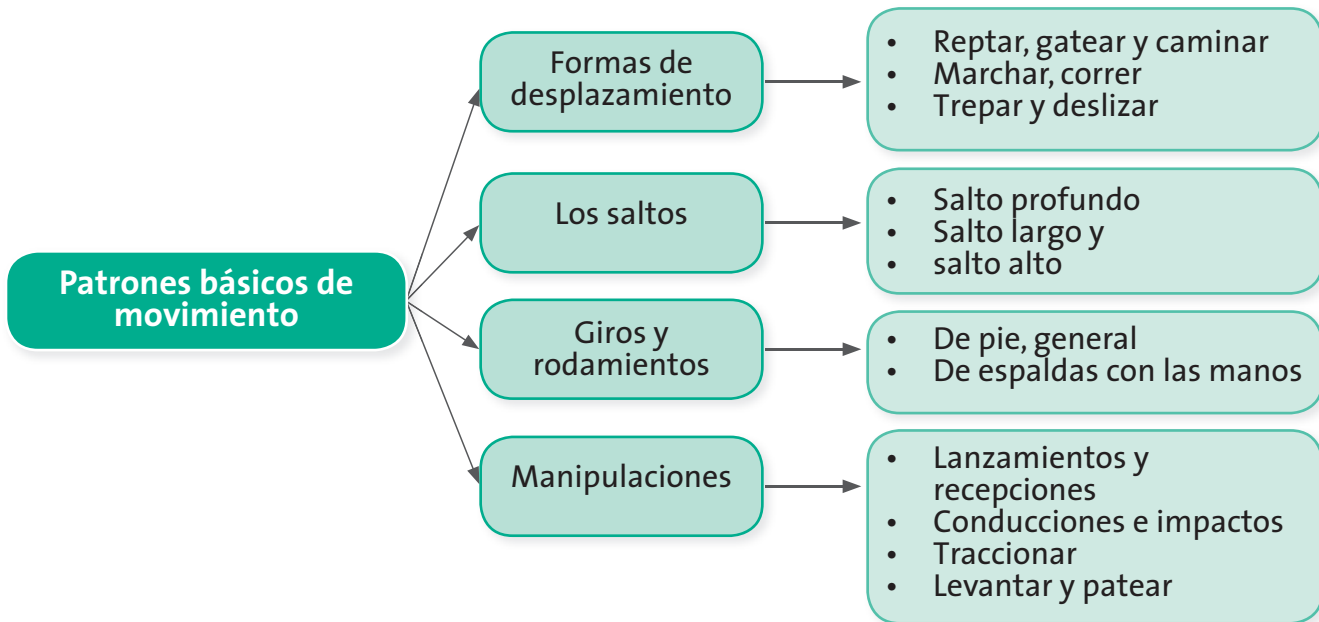 Patrones básicos de
movimiento
Formas de
desplazamiento
• Reptar, gatear y caminar
• Marchar, correr
• Trepar y deslizar
Los saltos
• Salto profundo
• Salto largo y
• salto alto
Giros y
rodamientos
• De pie, general
• De espaldas con las manos
Manipulaciones
• Lanzamientos y
recepciones
• Conducciones e impactos
• Traccionar
• Levantar y patear